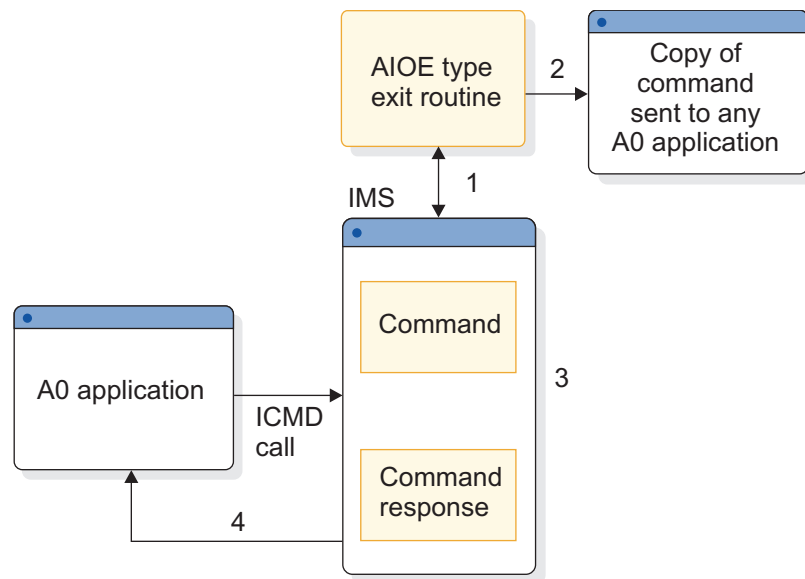 AIOE type
exit routine
2
Copy of
command
sent to any
A0 application
1
IMS
Command
3
A0 application
ICMD
call
Command
response
4